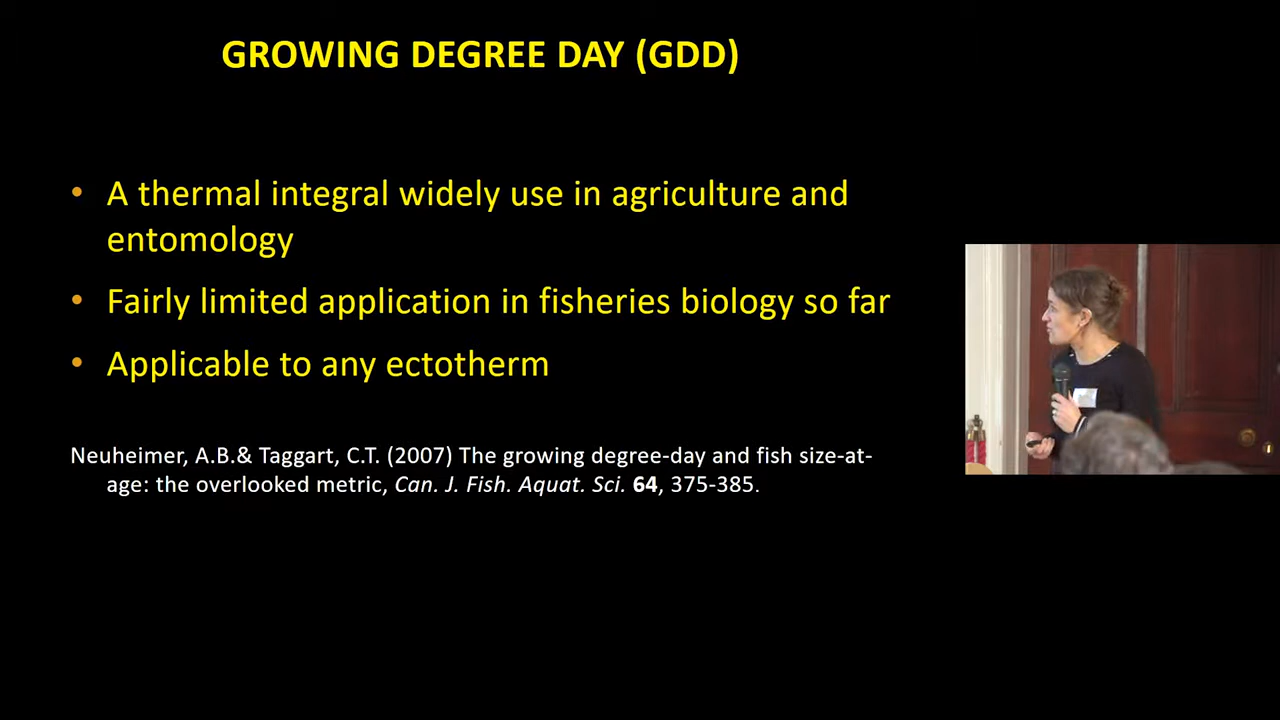 GROWING DEGREE DAY (GDD)
• A thermal integral widely use in agriculture and
entomology
• Fairly limited application in fisheries biology so far
• Applicable to any ectotherm
Neuheimer, A.B.& Taggart, C.T. (2007) The growing degree-day and fish size-at-
age: the overlooked metric, Can. J. Fish. Aquat. Sci. 64, 375-385.